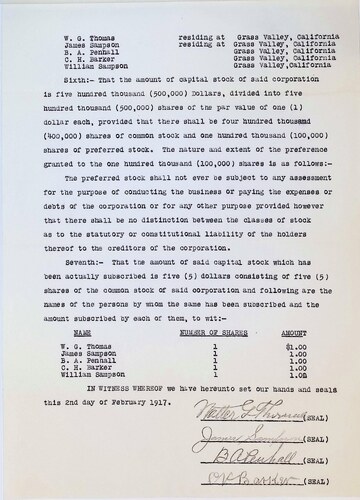 W. G. Thomas residing at Grass Valley, California
James Sampson residing at Grass Valley, California
B. A. Penhall Grass Valley, California
C. H. Barker Grass Valley, California
William Sampson Grass Valley,California
Sixth:- That the amount of capital stock of said corporation
is five hundred thousand (500,000) Dollars, divided into five
hundred thousand (500,000) shares of the par value of one (1)
dollar each, provided that there shall be four hundred thousand
(400,000) shares of common stock and one hundred thousand (100,000)
shares of preferred stock. The nature and extent of the preference
granted to the one hundred thousand (100,000) shares is as follows:-
The preferred stock shall not ever be subject to any assessment
for the purpose of conducting the business or paying the expenses or
debts of the corporation or for any other purpose provided however
that there shall be no distinction between the classes of stock
as to the statutory or constitutional liability of the holders
thereof to the creditors of the corporation.
Seventh:- That the amount of said capital stock which has
been actually subscribed is five (5) dollars consisting of five (5)
shares of the common stock of said corporation and following are the
names of the persons by whom the same has been subscribed and the
amount subscribed by each of them, to wit:-
NAME NUMBER OF SHARES AMOUNT
W. G. Thomas 1 $1.00
James Sampson 1 1.00
B. A. Penhall 1 1.00
C. H. Barker 1 1.00
William Sampson 1 1.00
IN WITNESS WHEREOF we have hereunto set our hands and seals
this 2nd day of February 1917.
Walter G Thomas (SEAL)
James Sampson (SEAL)
B A Penhall (SEAL)
C H Barker (SEAL)